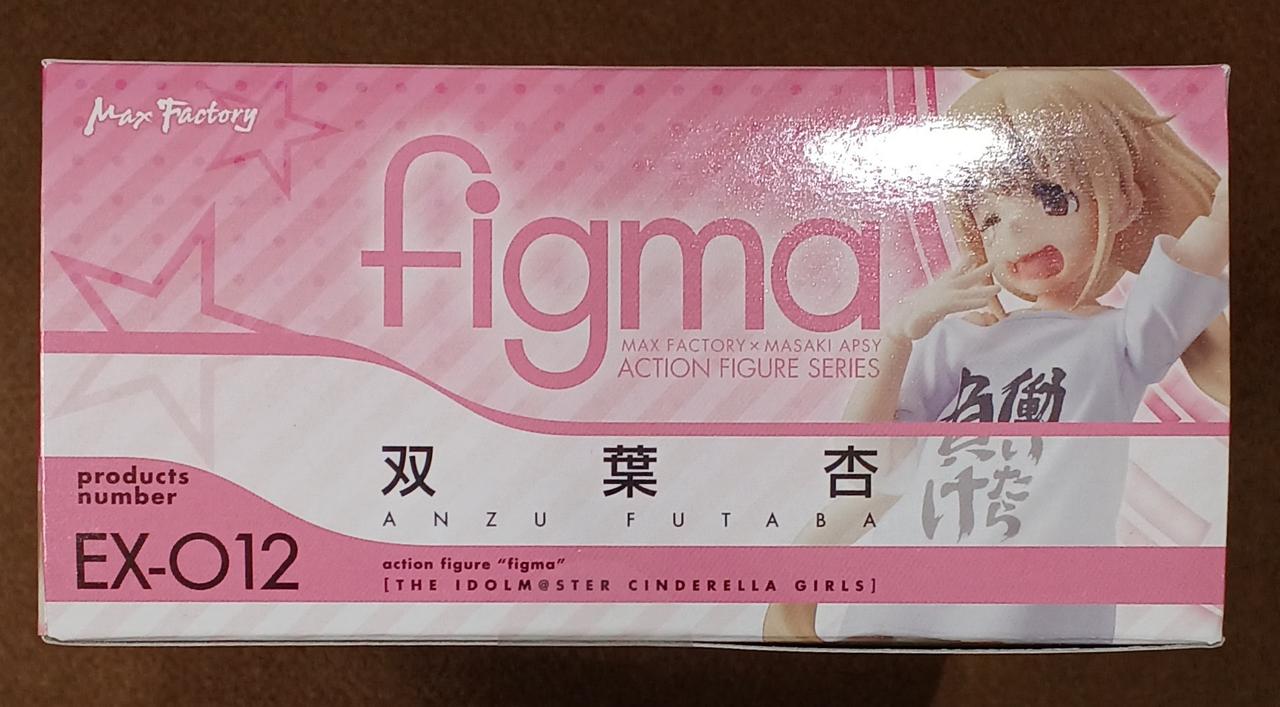 Max Factory
figma
MAX FACTORY×MASAKI APSY
ACTION FIGURE SERIES
働いたら
負け
双葉杏
ANZU FUTABA
products
number
EX-012
action figure “figma”
[THE IDOLM@STER CINDERELLA GIRLS]